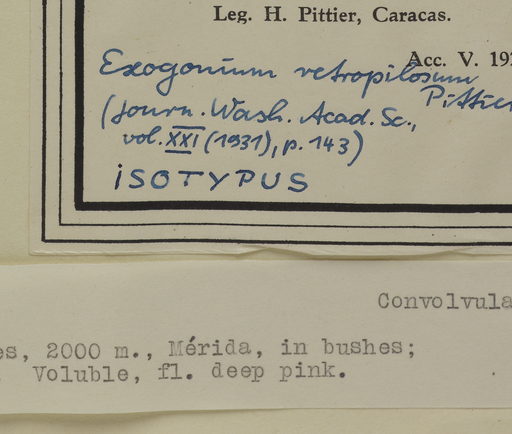 Leg. H. Pittier, Caracas.
Acc. V. 192
Exogonium retropilosum
Pittier
(Journ. Wash. Acad. Sc.,
vol. XXI (1931), p. 143)
ISOTYPUS
Convolvula
es, 2000 m., Mérida, in bushes;
Voluble, fl. deep pink.